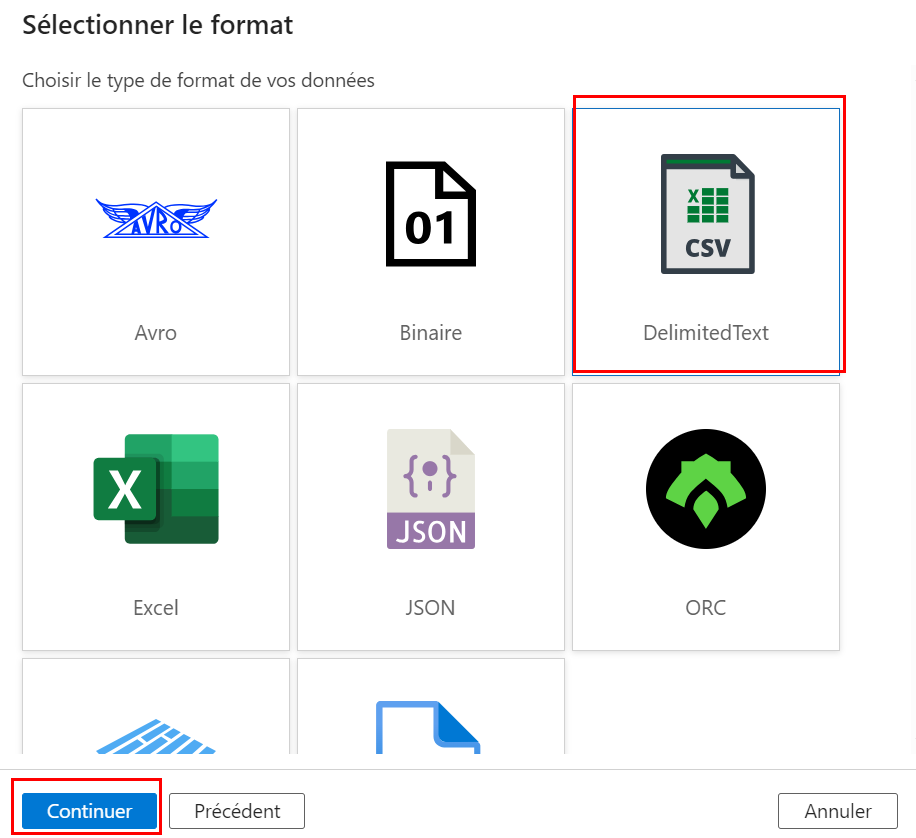 Sélectionner le format
Choisir le type de format de vos données
AVRO
01
X
CSV
Avro
Binaire
DelimitedText
X
JSON
Excel
JSON
ORC
Continuer
Précédent
Annuler